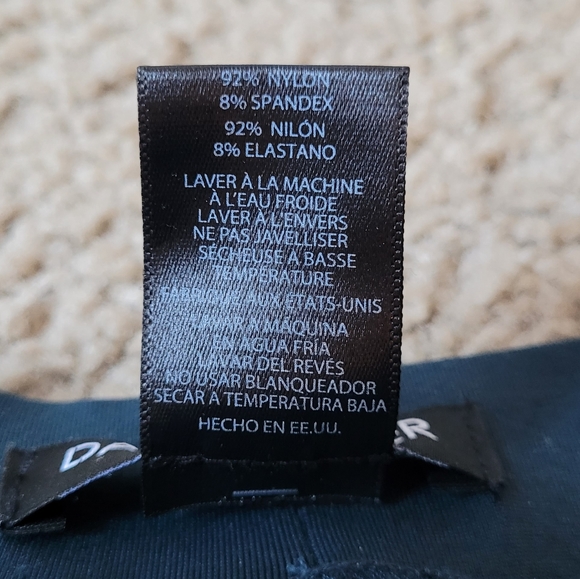 92% NYLON
8% SPANDEX
92% NILÓN
8% ELASTANO
LAVER À LA MACHINE
À L'EAU FROIDE
LAVER À L'ENVERS
NE PAS JAVELLISER
SÉCHEUSE À BASSE
TEMPÉRATURE
FABRIQUÉ AUX ÉTATS-UNIS
LAVAR A MÁQUINA
EN AGUA FRÍA
LAVAR DEL REVÉS
NO USAR BLANQUEADOR
SECAR A TEMPERATURA BAJA
HECHO EN EE.UU.